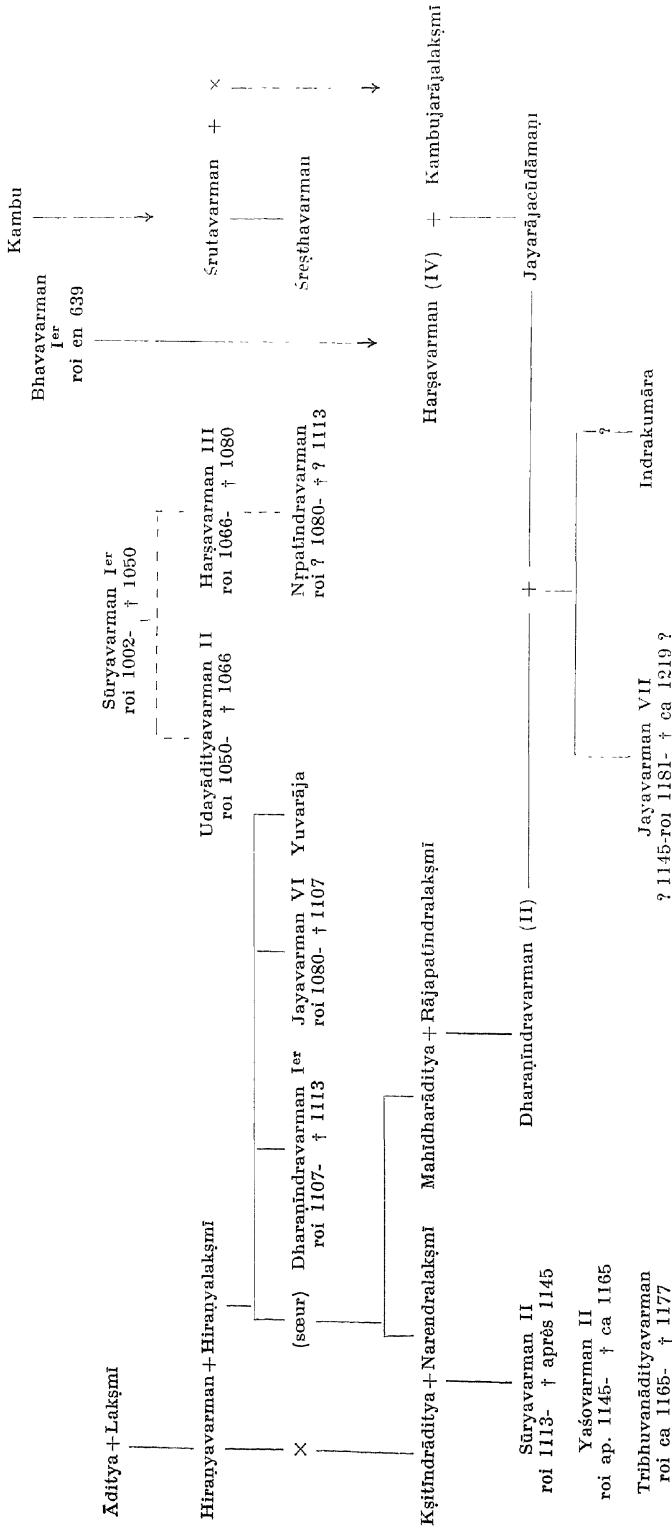 Kambu
Bhavavarman
Ier
roi en 639
Sūryavarman Ier
roi 1002- † 1050
Āditya+Lakṣmī
Śrutavarman + ×
Udayādityavarman II
roi 1050- † 1066
Harṣavarman III
roi 1066- † 1080
Hiraṇyavarman+Hiraṇyalakṣmī
Śreṣṭhavarman
× (sœur) Dharaṇīndravarman Ier
roi 1107- † 1113
Jayavarman VI
roi 1080- † 1107
Yuvarāja
Nṛpatīndravarman
roi ? 1080- † ? 1113
Kṣitīndrāditya+Narendralakṣmī
Mahīdharāditya+Rājapatīndralakṣmī
Harṣavarman (IV) + Kambujarājalakṣmī
Sūryavarman II
roi 1113- † après 1145
Dharaṇīndravarman (II) + Jayarājacūdāmaṇi
Yaśovarman II
roi ap. 1145- † ca 1165
Tribhuvanādityavarman
roi ca 1165- † 1177
?
Jayavarman VII
? 1145-roi 1181- † ca 1219 ?
Indrakumāra